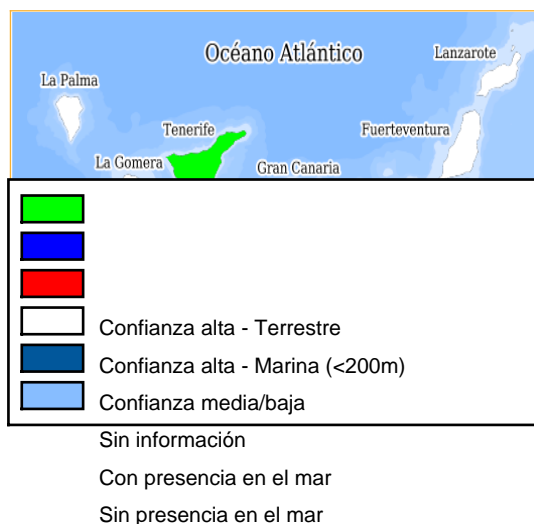 Océano Atlántico
Lanzarote
La Palma
Tenerife
Fuerteventura
La Gomera
Gran Canaria
Confianza alta - Terrestre
Confianza alta - Marina (<200m)
Confianza media/baja
Sin información
Con presencia en el mar
Sin presencia en el mar